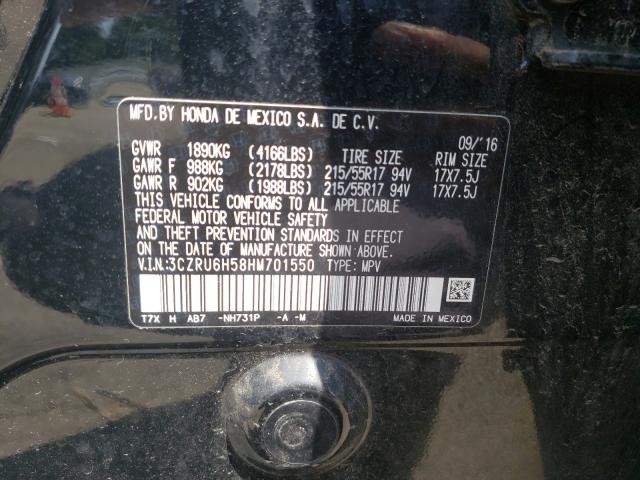 MFD.BY HONDA DE MEXICO S.A. DE C.V.
09/'16
GVWR 1890KG (4166LBS) TIRE SIZE RIM SIZE
GAWR F 988KG (2178LBS) 215/55R17 94V 17X7.5J
GAWR R 902KG (1988LBS) 215/55R17 94V 17X7.5J
THIS VEHICLE CONFORMS TO ALL APPLICABLE
FEDERAL MOTOR VEHICLE SAFETY
AND THEFT PREVENTION STANDARDS IN EFFECT
ON THE DATE OF MANUFACTURE SHOWN ABOVE.
V.I.N:3CZRU6H58HM701550 TYPE: MPV
T7X H AB7 -NH731P -A -M MADE IN MEXICO